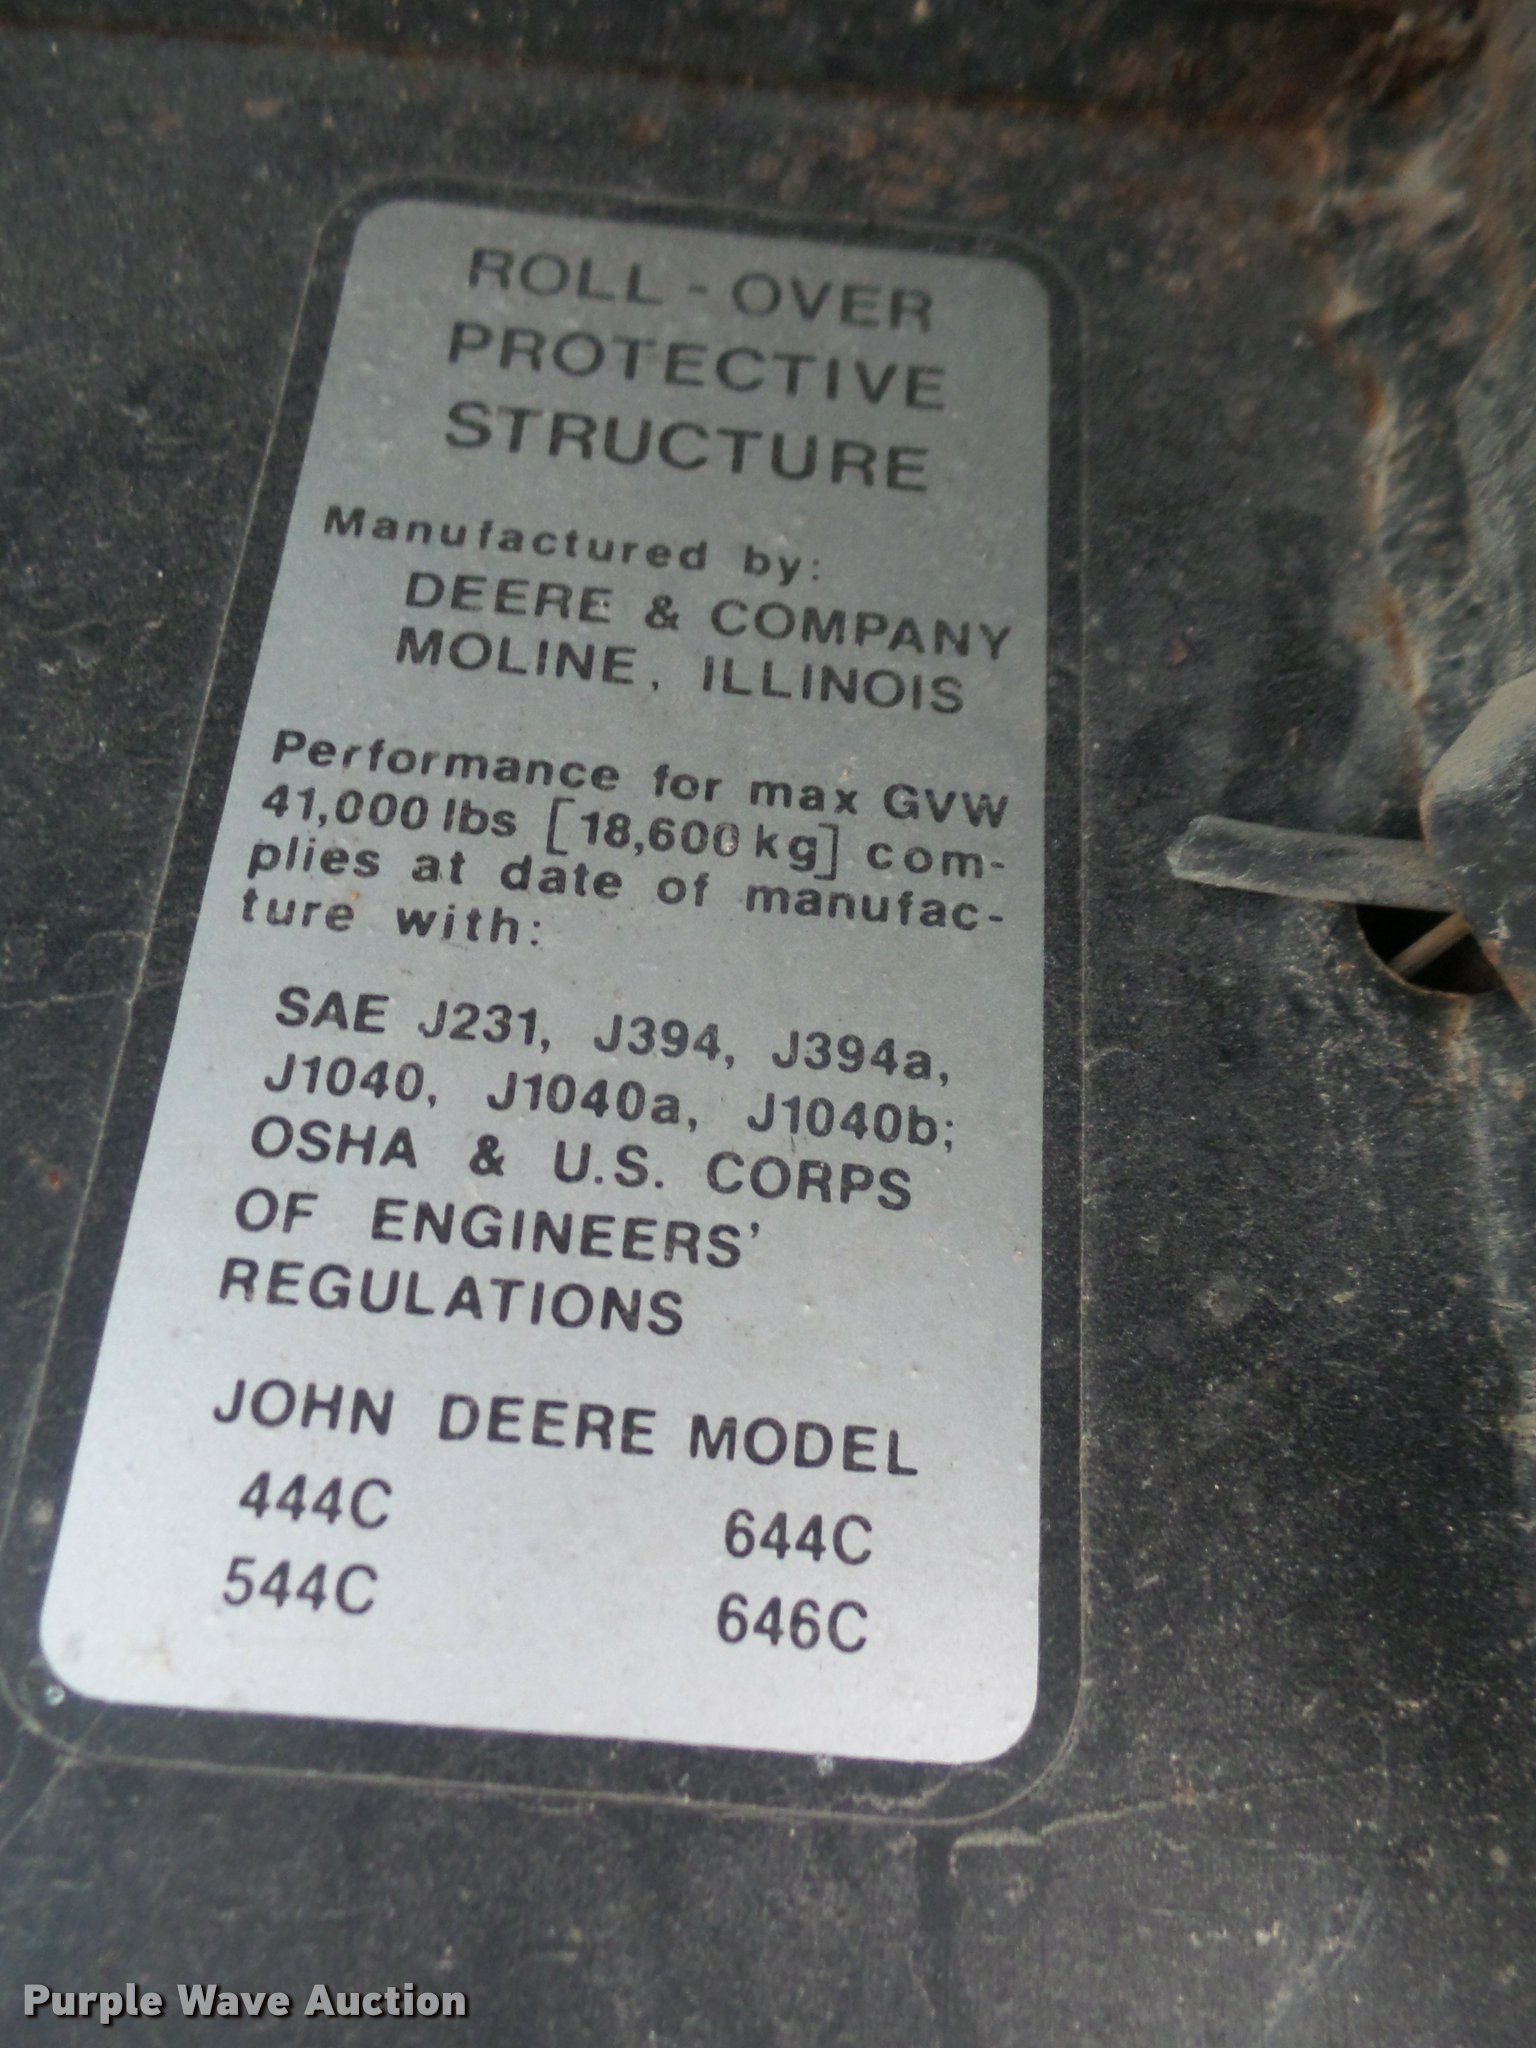 ROLL - OVER
PROTECTIVE
STRUCTURE
Manufactured by:
DEERE & COMPANY
MOLINE, ILLINOIS
Performance for max GVW
41,000 lbs [18,600 kg] com-
plies at date of manufac-
ture with:
SAE J231, J394, J394a,
J1040, J1040a, J1040b;
OSHA & U.S. CORPS
OF ENGINEERS'
REGULATIONS
JOHN DEERE MODEL
444C 644C
544C 646C
Purple Wave Auction